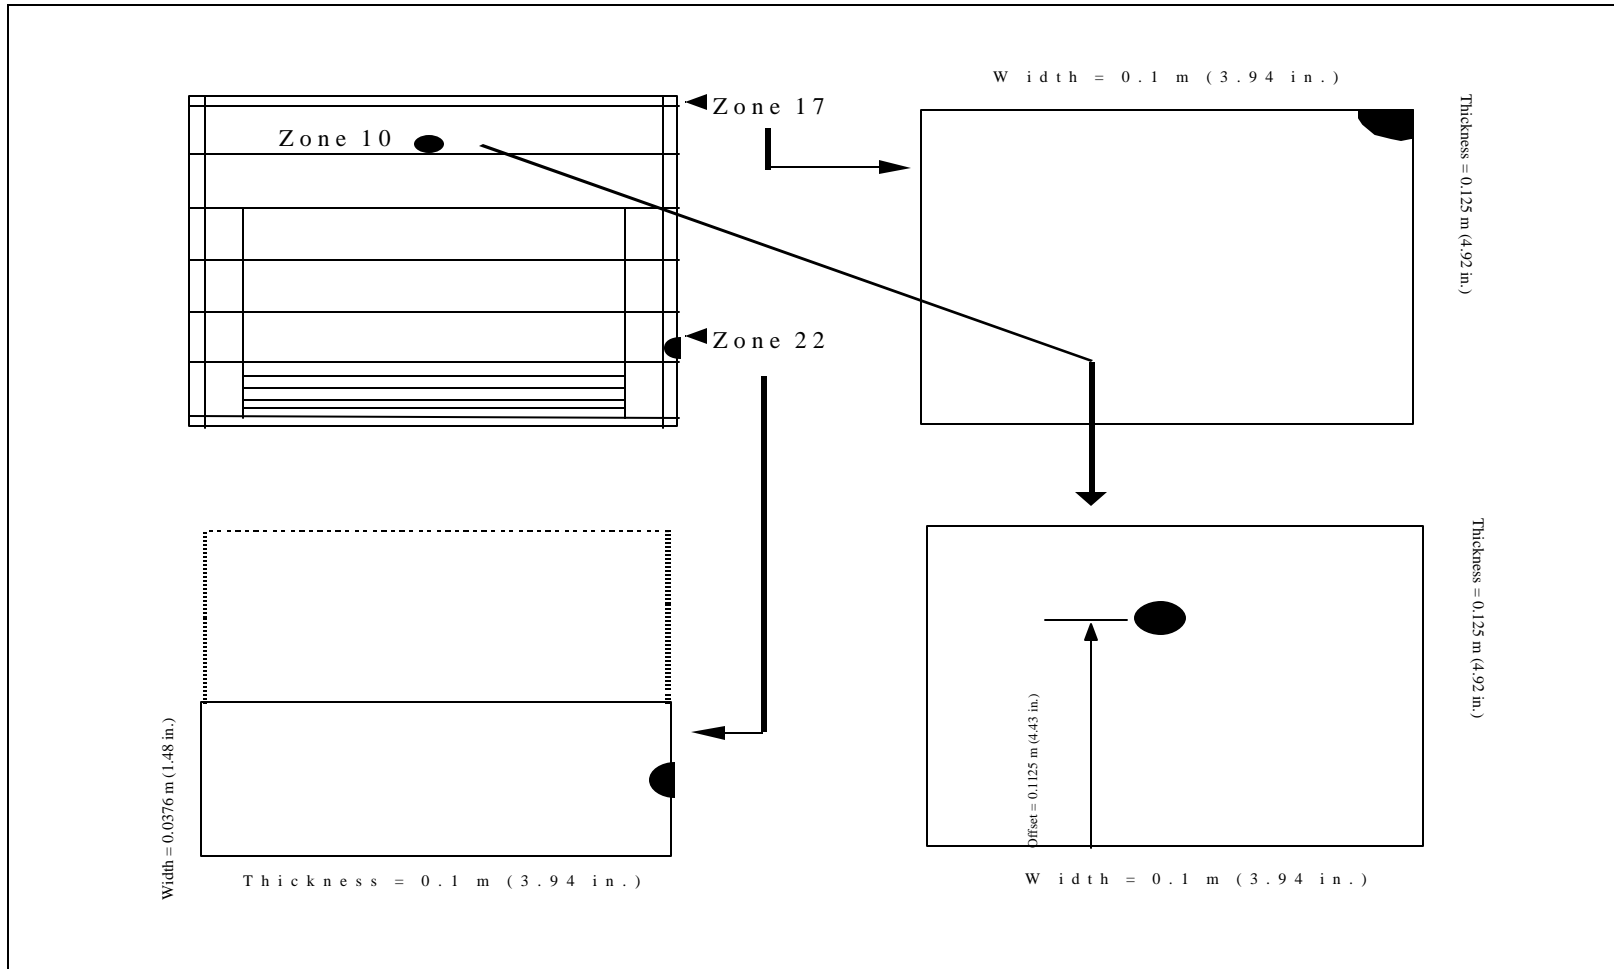 Width = 0.1 m (3.94 in.)
Zone 17
Thickness = 0.125 m (4.92 in.)
Zone 10
Zone 22
Thickness = 0.125 m (4.92 in.)
Offset = 0.1125 m (4.43 in.)
Width = 0.0376 m (1.48 in.)
Thickness = 0.1 m (3.94 in.)
Width = 0.1 m (3.94 in.)